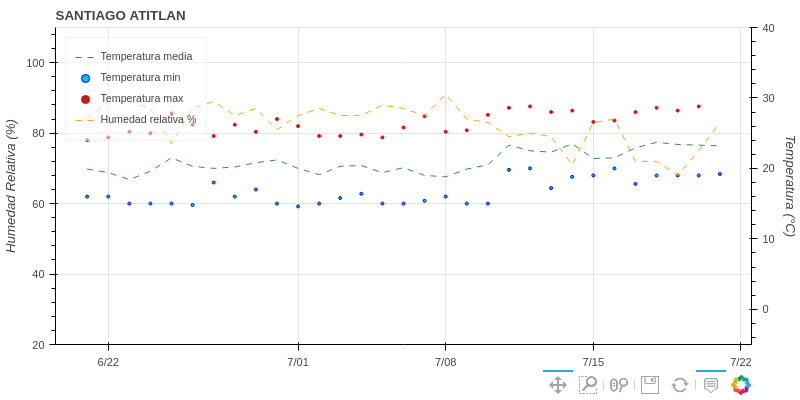 SANTIAGO ATITLAN
Temperatura media
Temperatura min
Temperatura max
Humedad relativa %
Humedad Relativa (%)
100
80
60
40
20
Temperatura (°C)
40
30
20
10
0
6/22
7/01
7/08
7/15
7/22